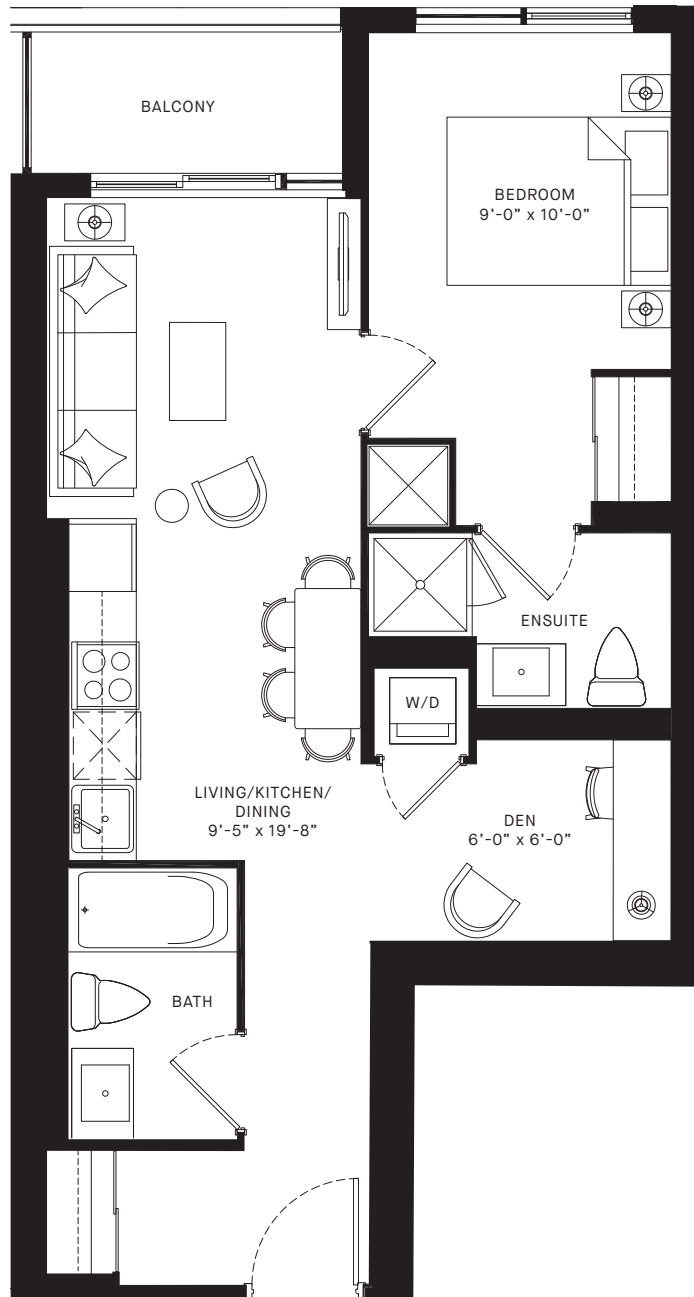 BALCONY
BEDROOM
9'-0” x 10'-0”
ENSUITE
W/D
LIVING/KITCHEN/
DINING
9'-5” x 19'-8”
DEN
6'-0” x 6'-0”
BATH